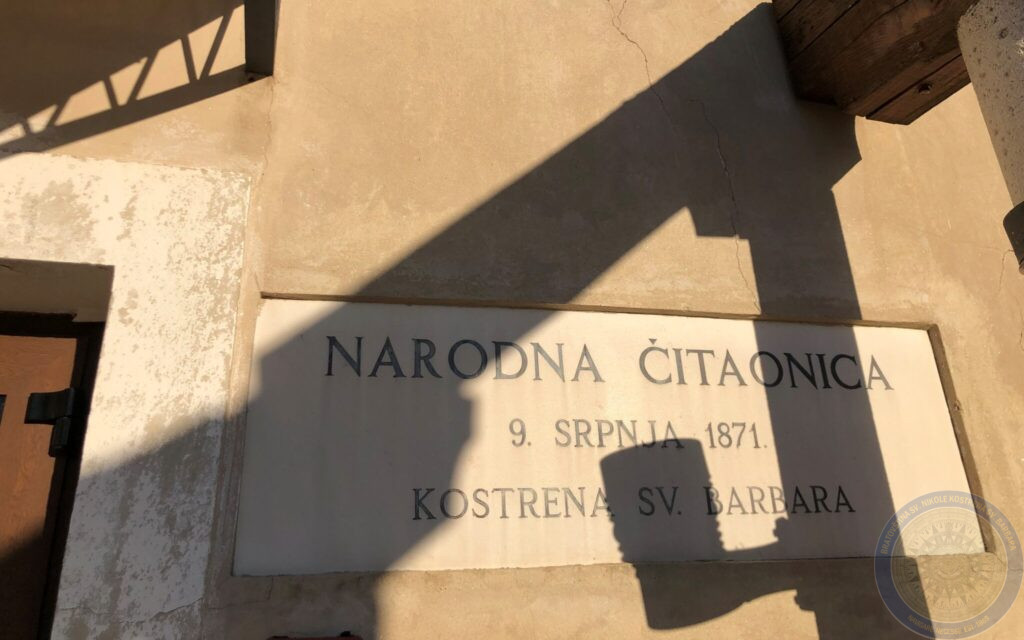 NARODNA ČITAONICA
9. SRPNJA 1871.
KOSTRENA SV. BARBARA